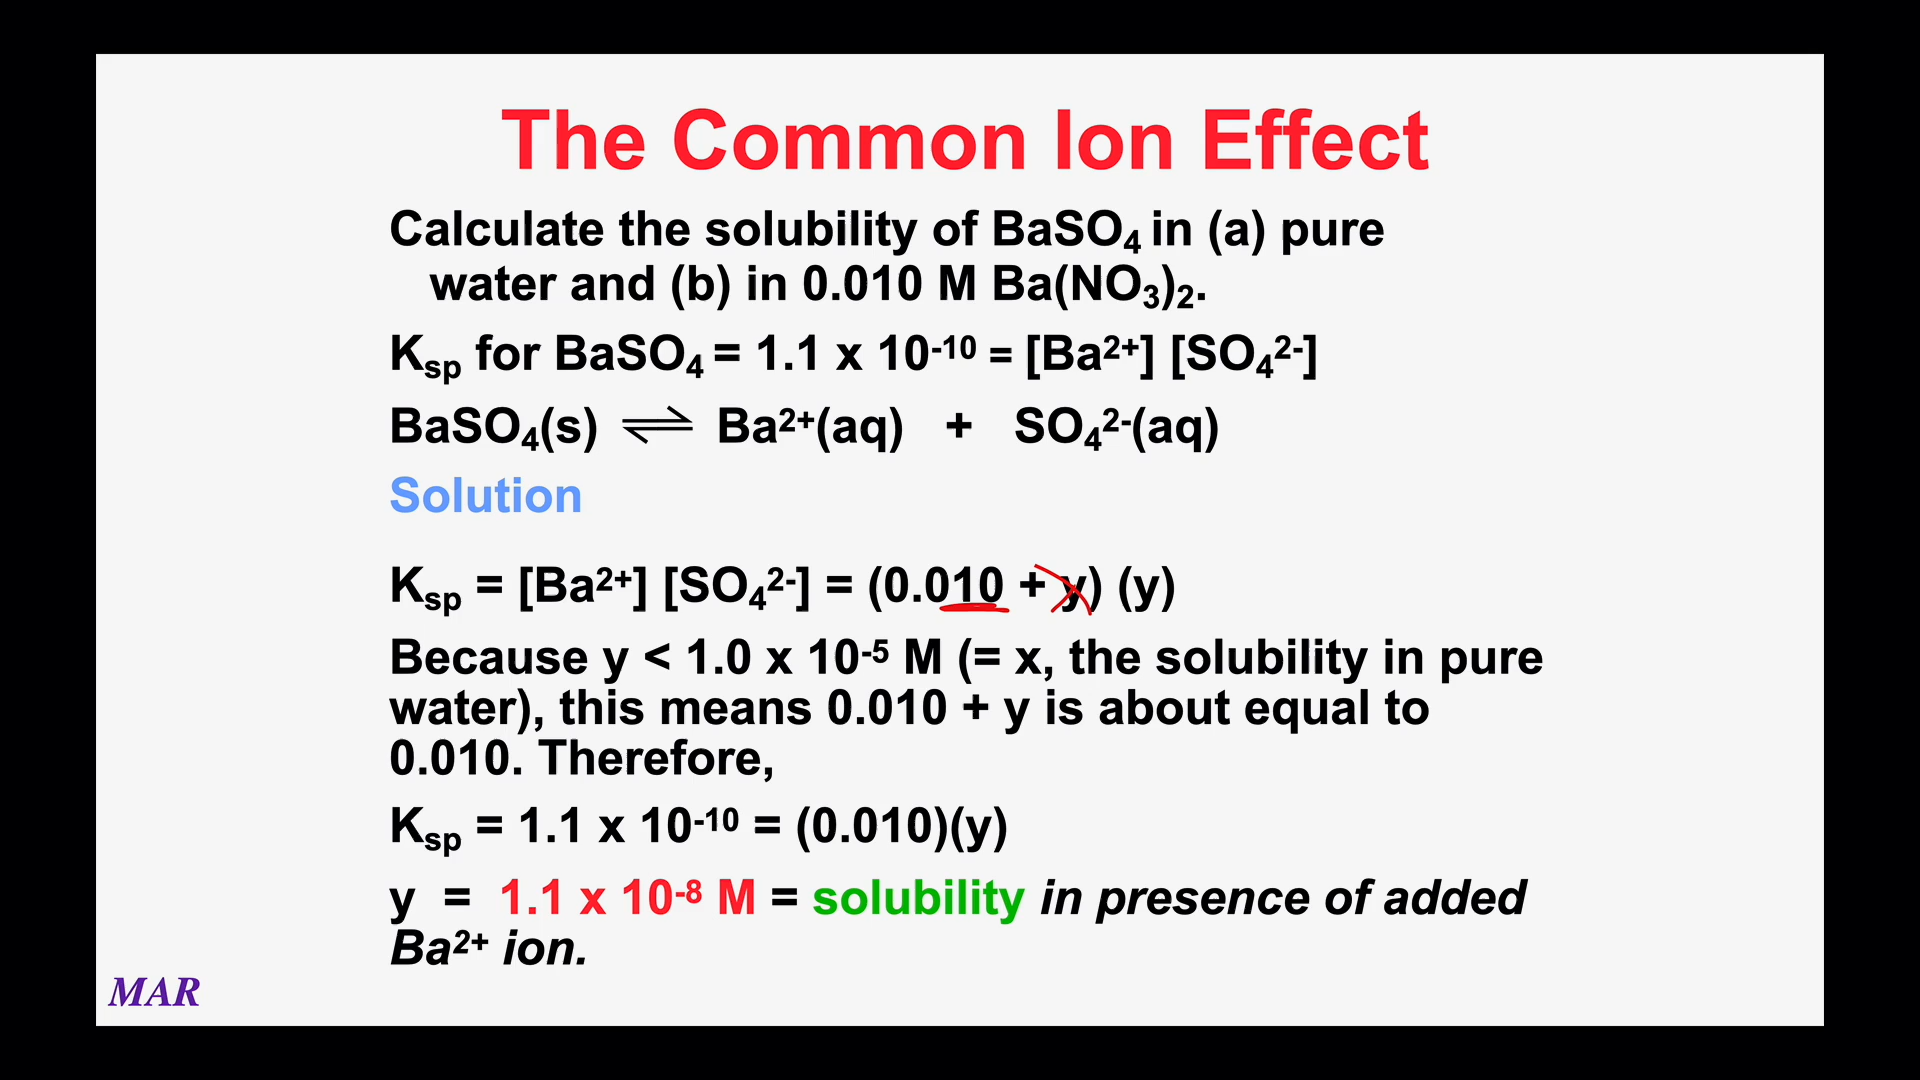 The Common Ion Effect
Calculate the solubility of BaSO₄ in (a) pure
water and (b) in 0.010 M Ba(NO₃)₂.
Kₛₚ for BaSO₄ = 1.1 x 10⁻¹⁰ = [Ba²⁺] [SO₄²⁻]
BaSO₄(s) ⇌ Ba²⁺(aq) + SO₄²⁻(aq)
Solution
Kₛₚ = [Ba²⁺] [SO₄²⁻] = (0.010 + y) (y)
Because y < 1.0 x 10⁻⁵ M (= x, the solubility in pure
water), this means 0.010 + y is about equal to
0.010. Therefore,
Kₛₚ = 1.1 x 10⁻¹⁰ = (0.010)(y)
y = 1.1 x 10⁻⁸ M = solubility in presence of added
Ba²⁺ ion.
MAR